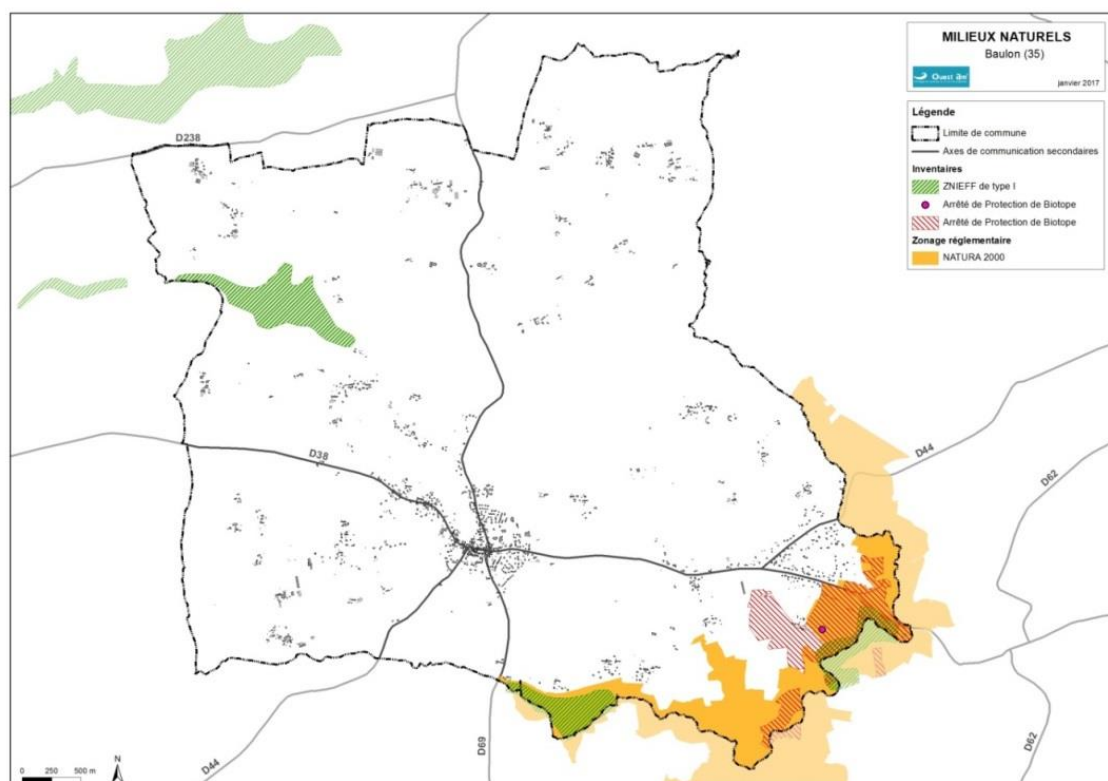 MILIEUX NATURELS
Baulon (35)
Ouest am'
janvier 2017
Légende
Limite de commune
Axes de communication secondaires
Inventaires
ZNIEFF de type I
Arrêté de Protection de Biotope
Arrêté de Protection de Biotope
Zonage réglementaire
NATURA 2000
D238
D38
D44
D62
D44
D69
D62
0 250 500 m
N